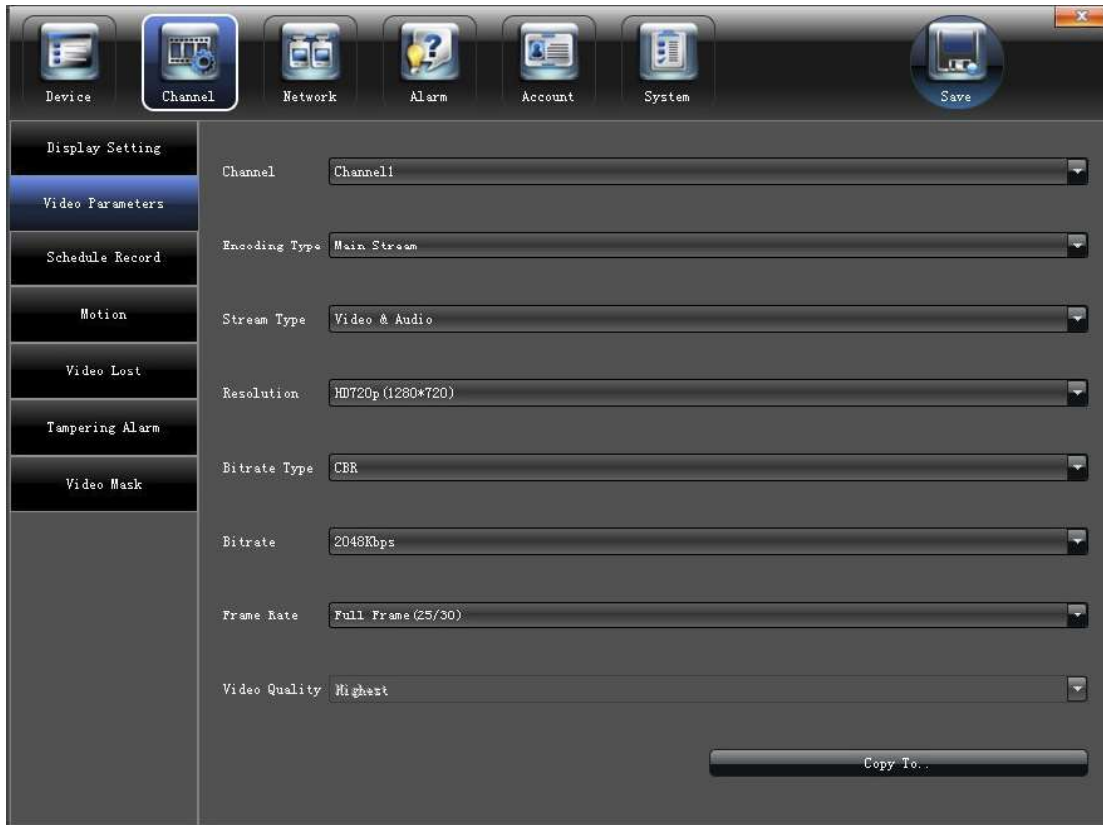 Device Channel Network Alarm Account System Save
Display Setting
Video Parameters
Schedule Record
Motion
Video Lost
Tampering Alarm
Video Mask
Channel Channel1
Encoding Type Main Stream
Stream Type Video & Audio
Resolution HD720p(1280*720)
Bitrate Type CBR
Bitrate 2048Kbps
Frame Rate Full Frame(25/30)
Video Quality Highest
Copy To..